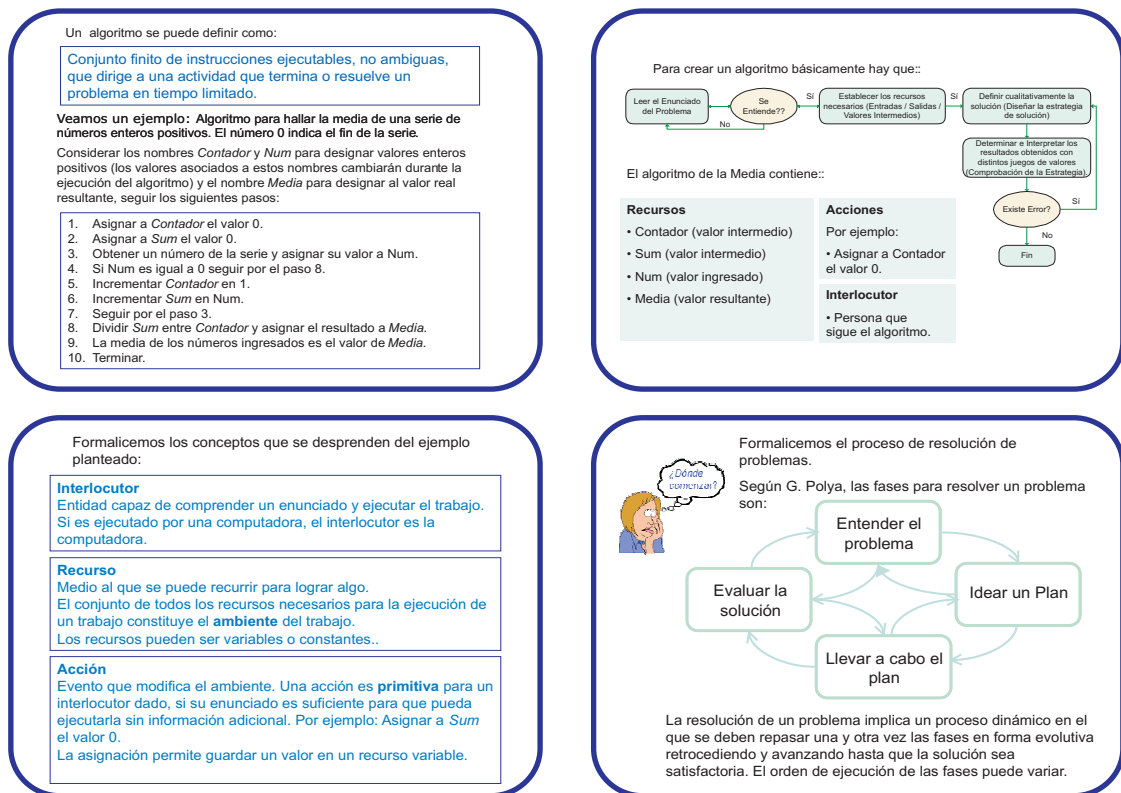 Un algoritmo se puede definir como:
Conjunto finito de instrucciones ejecutables, no ambiguas,
que dirige a una actividad que termina o resuelve un
problema en tiempo limitado.
Veamos un ejemplo: Algoritmo para hallar la media de una serie de
números enteros positivos. El número 0 indica el fin de la serie.
Considerar los nombres Contador y Num para designar valores enteros
positivos (los valores asociados a estos nombres cambiarán durante la
ejecución del algoritmo) y el nombre Media para designar al valor real
resultante, seguir los siguientes pasos:
1. Asignar a Contador el valor 0.
2. Asignar a Sum el valor 0.
3. Obtener un número de la serie y asignar su valor a Num.
4. Si Num es igual a 0 seguir por el paso 8.
5. Incrementar Contador en 1.
6. Incrementar Sum en Num.
7. Seguir por el paso 3.
8. Dividir Sum entre Contador y asignar el resultado a Media.
9. La media de los números ingresados es el valor de Media.
10. Terminar.
Para crear un algoritmo básicamente hay que::
Leer el Enunciado
del Problema
Se
Entiende??
Sí
No
Establecer los recursos
necesarios (Entradas / Salidas /
Valores Intermedios)
Sí
Definir cualitativamente la
solución (Diseñar la estrategia
de solución)
Determinar e Interpretar los
resultados obtenidos con
distintos juegos de valores
(Comprobación de la Estrategia).
Existe Error?
Sí
No
Fin
El algoritmo de la Media contiene::
Recursos
• Contador (valor intermedio)
• Sum (valor intermedio)
• Num (valor ingresado)
• Media (valor resultante)
Acciones
Por ejemplo:
• Asignar a Contador
el valor 0.
Interlocutor
• Persona que
sigue el algoritmo.
Formalicemos los conceptos que se desprenden del ejemplo
planteado:
Interlocutor
Entidad capaz de comprender un enunciado y ejecutar el trabajo.
Si es ejecutado por una computadora, el interlocutor es la
computadora.
Recurso
Medio al que se puede recurrir para lograr algo.
El conjunto de todos los recursos necesarios para la ejecución de
un trabajo constituye el ambiente del trabajo.
Los recursos pueden ser variables o constantes..
Acción
Evento que modifica el ambiente. Una acción es primitiva para un
interlocutor dado, si su enunciado es suficiente para que pueda
ejecutarla sin información adicional. Por ejemplo: Asignar a Sum
el valor 0.
La asignación permite guardar un valor en un recurso variable.
Formalicemos el proceso de resolución de
problemas.
Según G. Polya, las fases para resolver un problema
son:
¿Dónde
comenzar?
Entender el
problema
Idear un Plan
Evaluar la
solución
Llevar a cabo el
plan
La resolución de un problema implica un proceso dinámico en el
que se deben repasar una y otra vez las fases en forma evolutiva
retrocediendo y avanzando hasta que la solución sea
satisfactoria. El orden de ejecución de las fases puede variar.